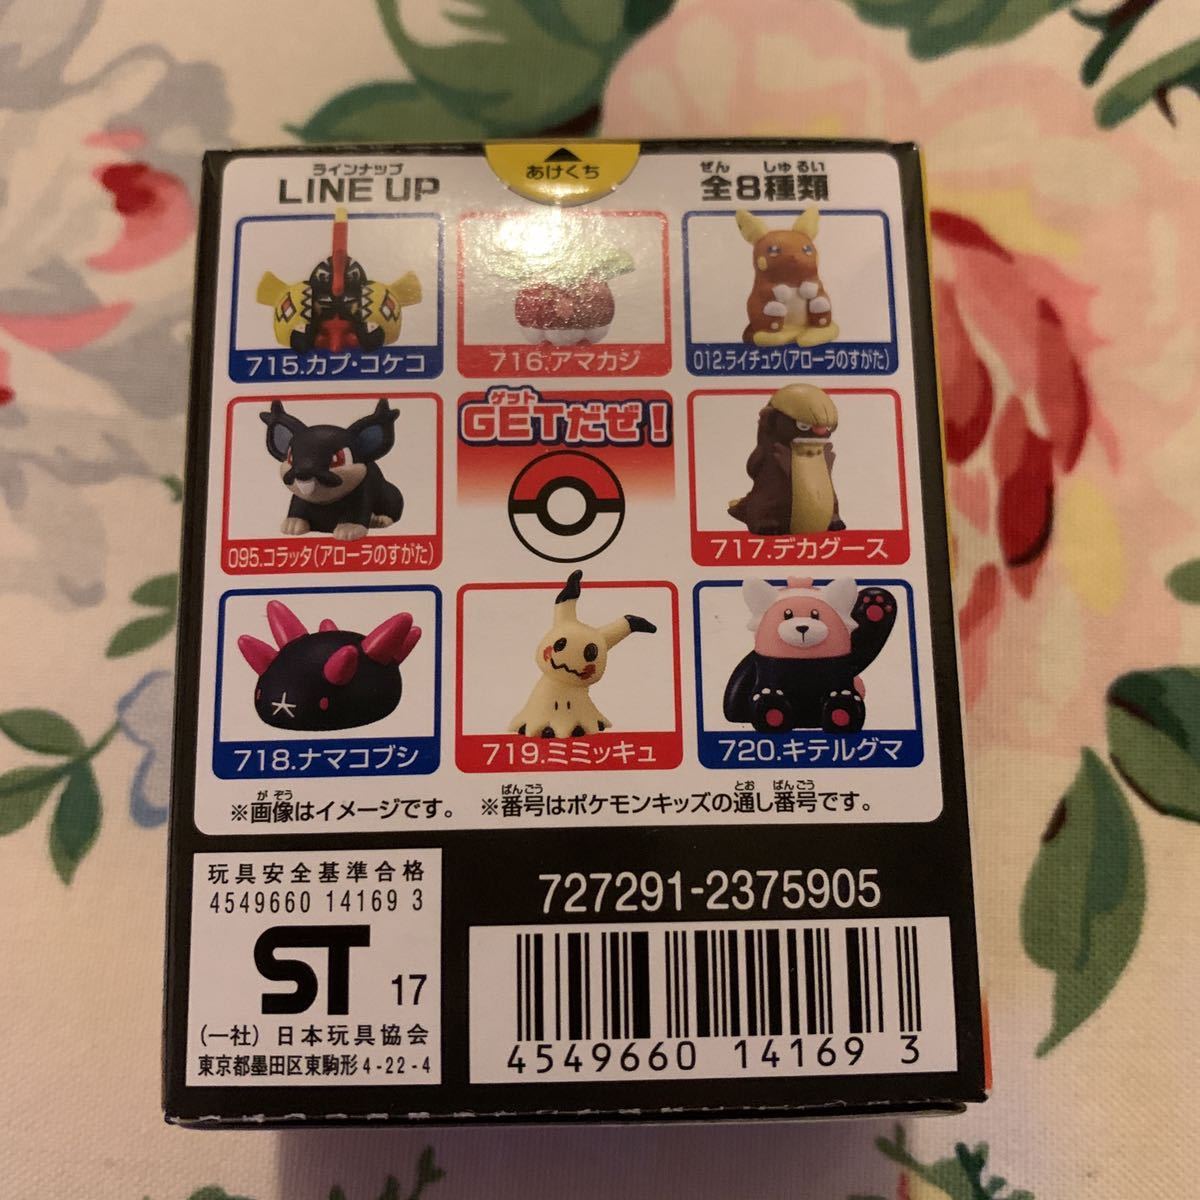 あけくち
ラインナップ
LINE UP
ぜん しゅるい
全8種類
715.カプ・コケコ
716.アマカジ
012.ライチュウ(アローラのすがた)
095.コラッタ(アローラのすがた)
ゲット
GETだぜ!
717.デカグース
718.ナマコブシ
719.ミミッキュ
720.キテルグマ
がぞう ばんごう とお ばんごう
※画像はイメージです。 ※番号はポケモンキッズの通し番号です。
玩具安全基準合格
4549660 14169 3
ST 17
(一社)日本玩具協会
東京都墨田区東駒形4-22-4
727291-2375905
4549660 14169 3